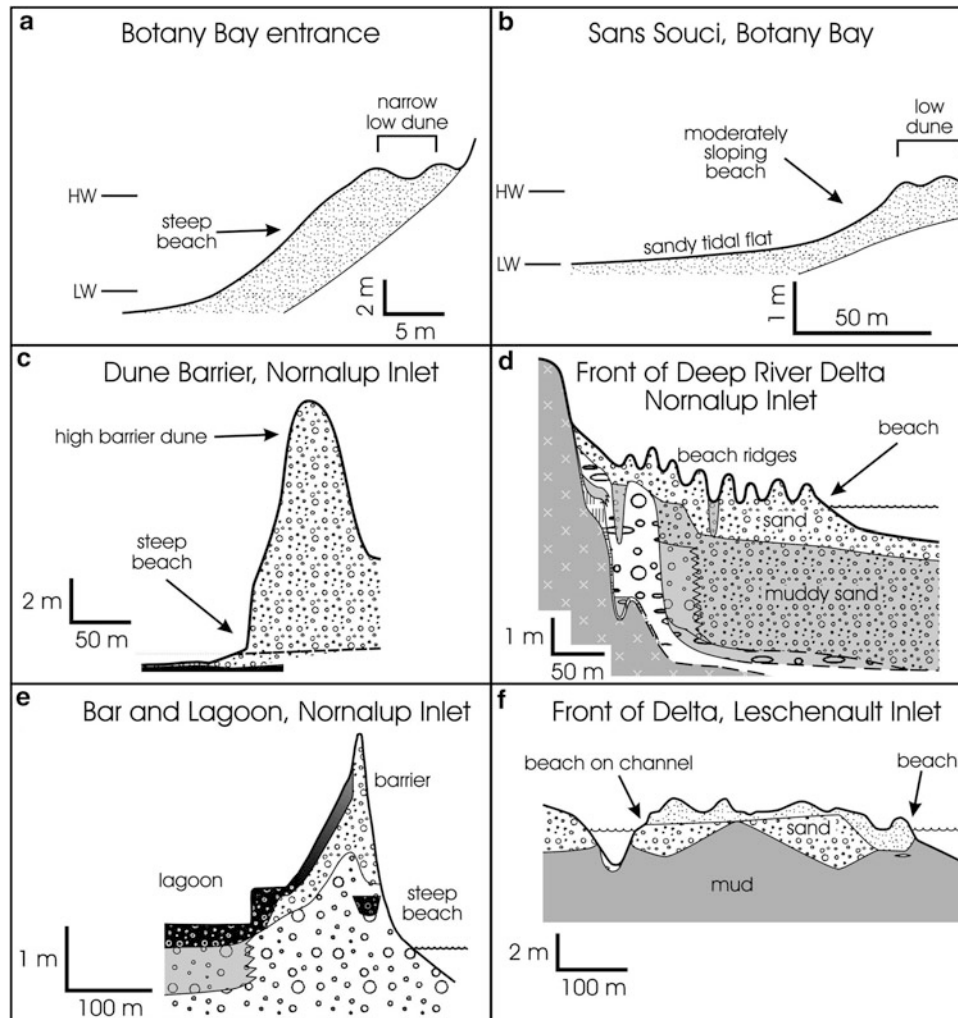 a
Botany Bay entrance
narrow
low dune
HW
steep
beach
LW
2 m
5 m
b
Sans Souci, Botany Bay
low
dune
moderately
sloping
beach
HW
sandy tidal flat
LW
1 m
50 m
c
Dune Barrier, Nornalup Inlet
high barrier dune
steep
beach
2 m
50 m
d
Front of Deep River Delta
Nornalup Inlet
beach
beach ridges
sand
muddy sand
1 m
50 m
e
Bar and Lagoon, Nornalup Inlet
barrier
lagoon
steep
beach
1 m
100 m
f
Front of Delta, Leschenault Inlet
beach on channel
beach
sand
mud
2 m
100 m